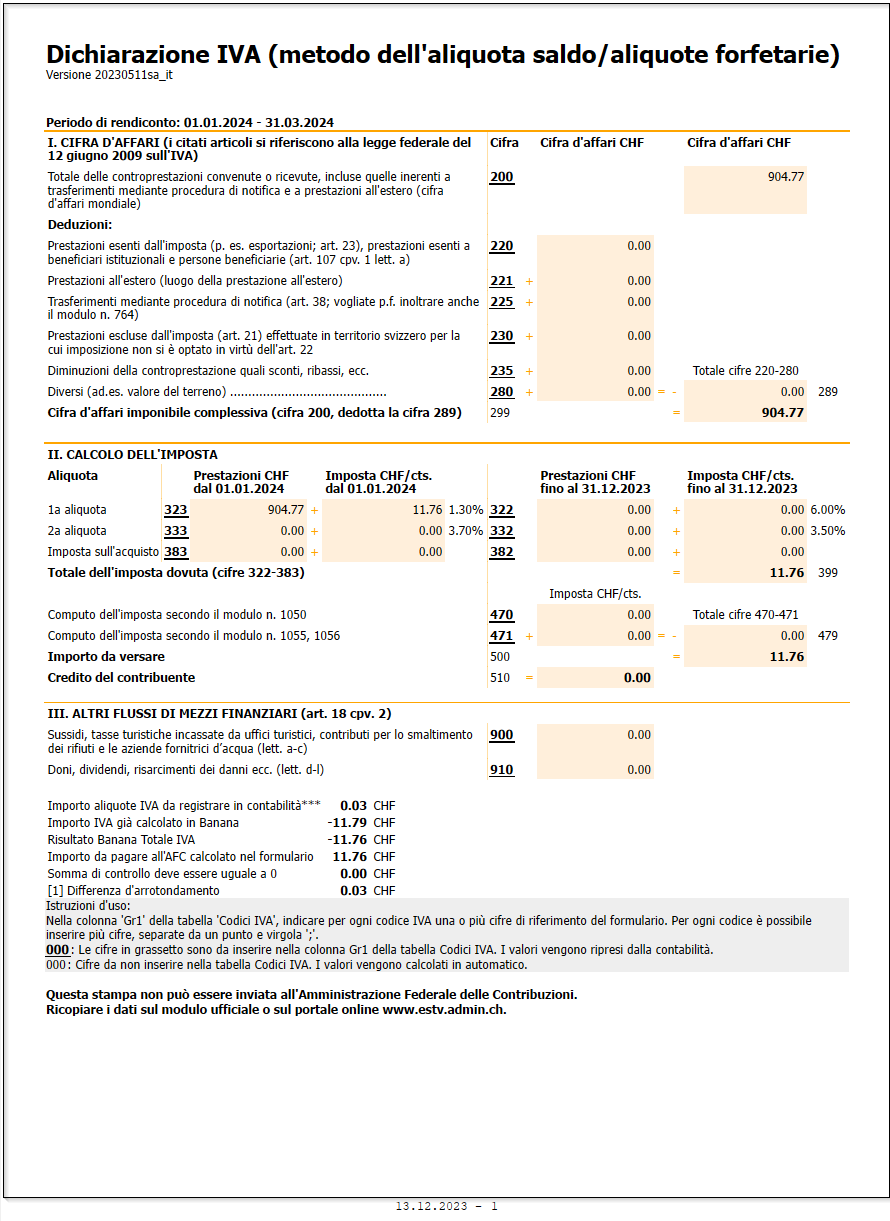 Dichiarazione IVA (metodo dell'aliquota saldo/aliquote forfetarie)
Versione 20230511sa_it
Periodo di rendiconto: 01.01.2024 - 31.03.2024
I. CIFRA D'AFFARI (i citati articoli si riferiscono alla legge federale del Cifra Cifra d'affari CHF Cifra d'affari CHF
12 giugno 2009 sull'IVA)
Totale delle controprestazioni convenute o ricevute, incluse quelle inerenti a 200 904.77
trasferimenti mediante procedura di notifica e a prestazioni all'estero (cifra
d'affari mondiale)
Deduzioni:
Prestazioni esenti dall'imposta (p. es. esportazioni; art. 23), prestazioni esenti a 220 0.00
beneficiari istituzionali e persone beneficiarie (art. 107 cpv. 1 lett. a)
Prestazioni all'estero (luogo della prestazione all'estero) 221 + 0.00
Trasferimenti mediante procedura di notifica (art. 38; vogliate p.f. inoltrare anche 225 + 0.00
il modulo n. 764)
Prestazioni escluse dall'imposta (art. 21) effettuate in territorio svizzero per la 230 + 0.00
cui imposizione non si è optato in virtù dell'art. 22
Diminuzioni della controprestazione quali sconti, ribassi, ecc. 235 + 0.00 Totale cifre 220-280
Diversi (ad.es. valore del terreno) ........................................... 280 + 0.00 = - 0.00 289
Cifra d'affari imponibile complessiva (cifra 200, dedotta la cifra 289) 299 = 904.77
II. CALCOLO DELL'IMPOSTA
Aliquota Prestazioni CHF Imposta CHF/cts. Prestazioni CHF Imposta CHF/cts.
dal 01.01.2024 dal 01.01.2024 fino al 31.12.2023 fino al 31.12.2023
1a aliquota 323 904.77 + 11.76 1.30% 322 0.00 + 0.00 6.00%
2a aliquota 333 0.00 + 0.00 3.70% 332 0.00 + 0.00 3.50%
Imposta sull'acquisto 383 0.00 + 0.00 382 0.00 + 0.00
Totale dell'imposta dovuta (cifre 322-383) = 11.76 399
Imposta CHF/cts.
Computo dell'imposta secondo il modulo n. 1050 470 0.00 Totale cifre 470-471
Computo dell'imposta secondo il modulo n. 1055, 1056 471 + 0.00 = - 0.00 479
Importo da versare 500 = 11.76
Credito del contribuente 510 = 0.00
III. ALTRI FLUSSI DI MEZZI FINANZIARI (art. 18 cpv. 2)
Sussidi, tasse turistiche incassate da uffici turistici, contributi per lo smaltimento 900 0.00
dei rifiuti e le aziende fornitrici d’acqua (lett. a-c)
Doni, dividendi, risarcimenti dei danni ecc. (lett. d-l) 910 0.00
Importo aliquote IVA da registrare in contabilità*** 0.03 CHF
Importo IVA già calcolato in Banana -11.79 CHF
Risultato Banana Totale IVA -11.76 CHF
Importo da pagare all'AFC calcolato nel formulario 11.76 CHF
Somma di controllo deve essere uguale a 0 0.00 CHF
[1] Differenza d'arrotondamento 0.03 CHF
Istruzioni d'uso:
Nella colonna 'Gr1' della tabella 'Codici IVA', indicare per ogni codice IVA una o più cifre di riferimento del formulario. Per ogni codice è possibile
inserire più cifre, separate da un punto e virgola ';'.
000: Le cifre in grassetto sono da inserire nella colonna Gr1 della tabella Codici IVA. I valori vengono ripresi dalla contabilità.
000: Cifre da non inserire nella tabella Codici IVA. I valori vengono calcolati in automatico.
Questa stampa non può essere inviata all'Amministrazione Federale delle Contribuzioni.
Ricopiare i dati sul modulo ufficiale o sul portale online www.estv.admin.ch.
13.12.2023 - 1